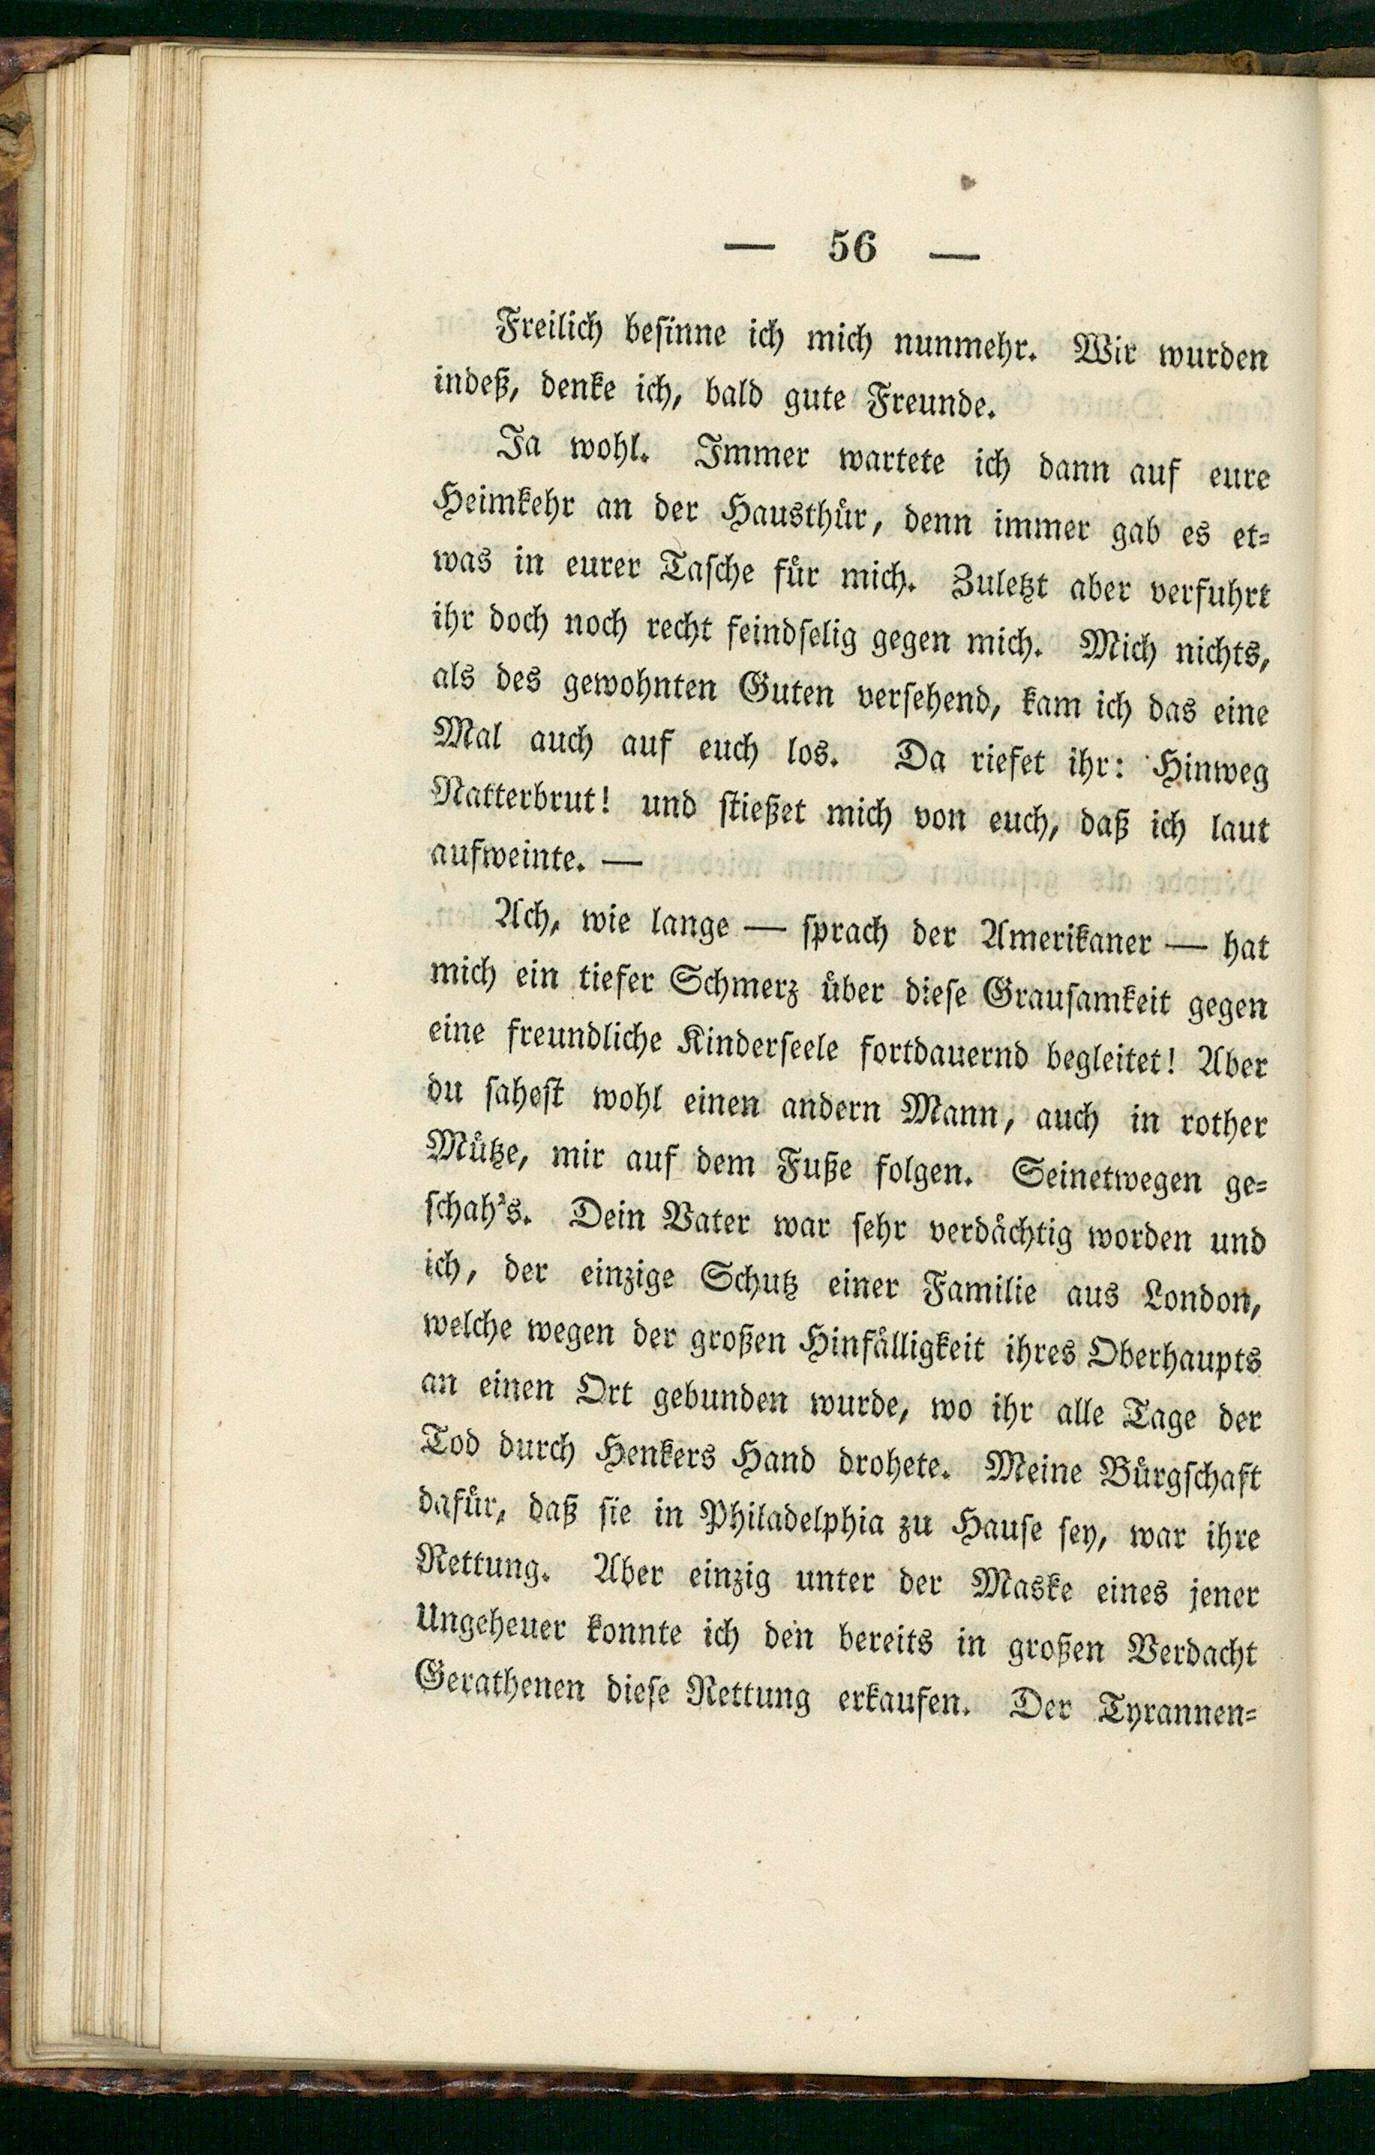 — 56 —
Freilich besinne ich mich nunmehr. Wir wurden
indeß, denke ich, bald gute Freunde.
Ja wohl. Immer wartete ich dann auf eure
Heimkehr an der Hausthür, denn immer gab es et-
was in eurer Tasche für mich. Zuletzt aber verfuhrt
ihr doch noch recht feindselig gegen mich. Mich nichts,
als des gewohnten Guten versehend, kam ich das eine
Mal auch auf euch los. Da riefet ihr: Hinweg
Natterbrut! und stießet mich von euch, daß ich laut
aufweinte. —
Ach, wie lange — sprach der Amerikaner — hat
mich ein tiefer Schmerz über diese Grausamkeit gegen
eine freundliche Kinderseele fortdauernd begleitet! Aber
du sahest wohl einen andern Mann, auch in rother
Mütze, mir auf dem Fuße folgen. Seinetwegen ge-
schah's. Dein Vater war sehr verdächtig worden und
ich, der einzige Schutz einer Familie aus London,
welche wegen der großen Hinfälligkeit ihres Oberhaupts
an einen Ort gebunden wurde, wo ihr alle Tage der
Tod durch Henkers Hand drohete. Meine Bürgschaft
dafür, daß sie in Philadelphia zu Hause sey, war ihre
Rettung. Aber einzig unter der Maske eines jener
Ungeheuer konnte ich den bereits in großen Verdacht
Gerathenen diese Rettung erkaufen. Der Tyrannen-